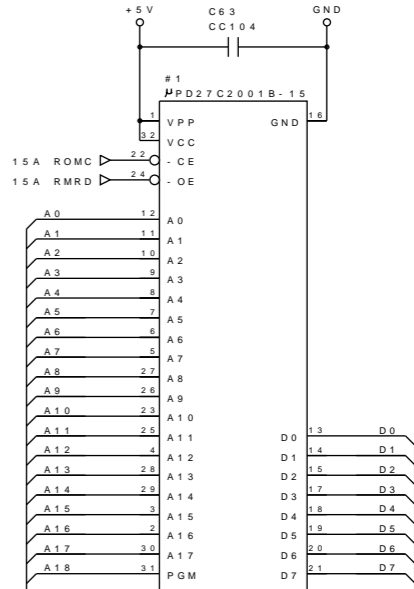 +5V C63 GND
CC104
#1
μPD27C2001B-15
1 VPP GND 16
32 VCC
15A ROMC 22 -CE
15A RMRD 24 -OE
A0 12 A0
A1 11 A1
A2 10 A2
A3 9 A3
A4 8 A4
A5 7 A5
A6 6 A6
A7 5 A7
A8 27 A8
A9 26 A9
A10 23 A10
A11 25 A11 D0 13 D0
A12 4 A12 D1 14 D1
A13 28 A13 D2 15 D2
A14 29 A14 D3 17 D3
A15 3 A15 D4 18 D4
A16 2 A16 D5 19 D5
A17 30 A17 D6 20 D6
A18 31 PGM D7 21 D7